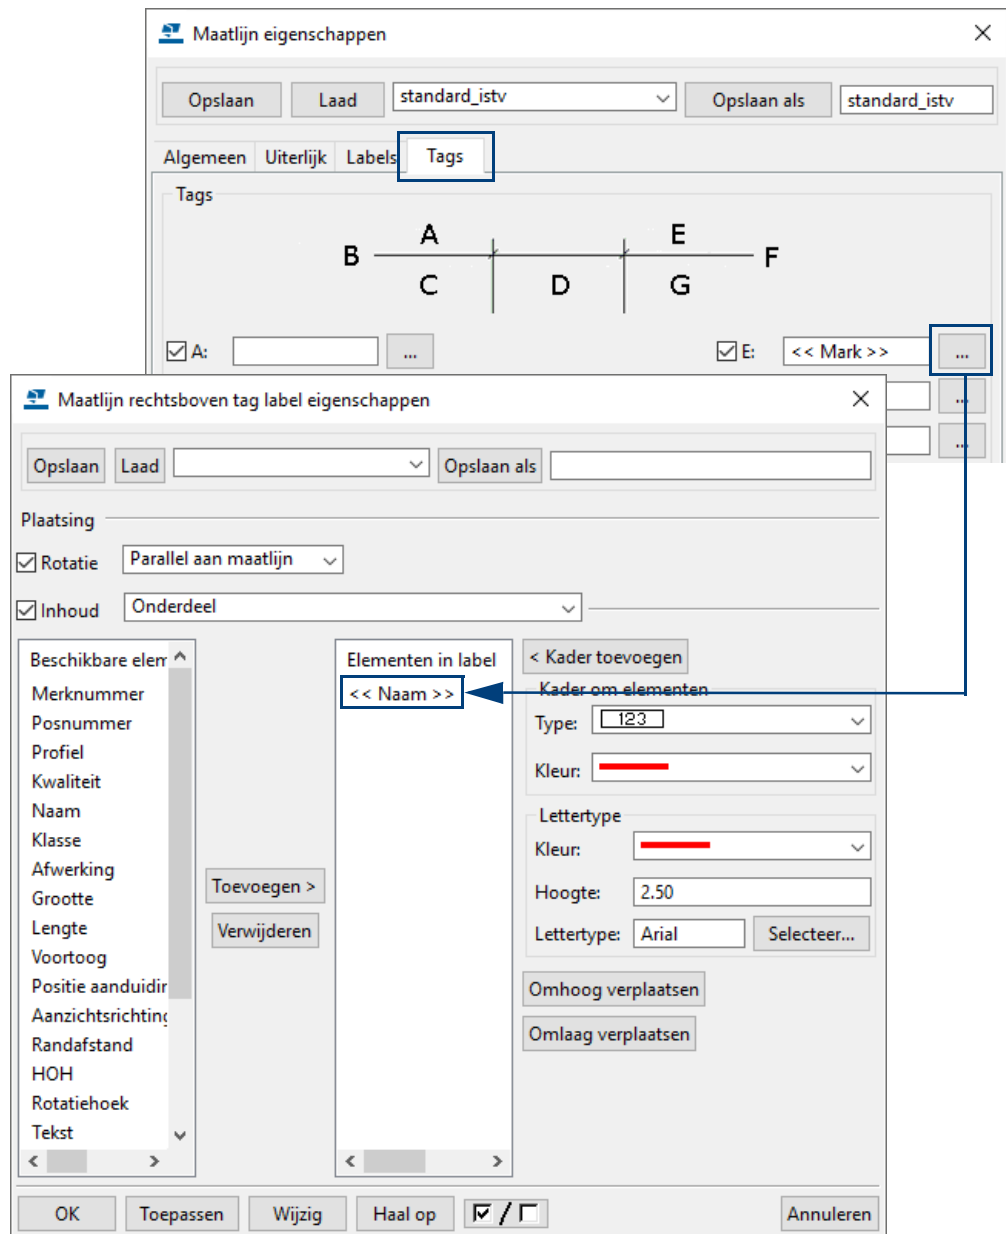 Maatlijn eigenschappen
Opslaan Laad standard_istv Opslaan als standard_istv
Algemeen Uiterlijk Labels Tags
Tags
A E
B F
C D G
A: ... E: << Mark >> ...
...
...
Maatlijn rechtsboven tag label eigenschappen
Opslaan Laad Opslaan als
Plaatsing
Rotatie Parallel aan maatlijn
Inhoud Onderdeel
Beschikbare elem
Merknummer
Posnummer
Profiel
Kwaliteit
Naam
Klasse
Afwerking
Grootte
Lengte
Voortoog
Positie aanduidin
Aanzichtsrichting
Randafstand
HOH
Rotatiehoek
Tekst
Toevoegen >
Verwijderen
Elementen in label
<< Naam >>
< Kader toevoegen
Kader om elementen
Type: 123
Kleur:
Lettertype
Kleur:
Hoogte: 2.50
Lettertype: Arial Selecteer...
Omhoog verplaatsen
Omlaag verplaatsen
OK Toepassen Wijzig Haal op / Annuleren